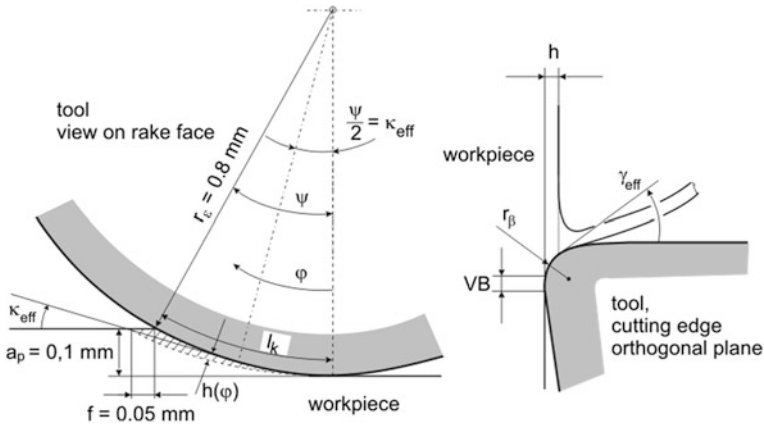 tool
view on rake face
r_ε = 0.8 mm
ψ/2 = κ_eff
ψ
φ
κ_eff
a_p = 0,1 mm
l_k
h(φ)
f = 0.05 mm
workpiece
h
workpiece
γ_eff
r_β
VB
tool,
cutting edge
orthogonal plane